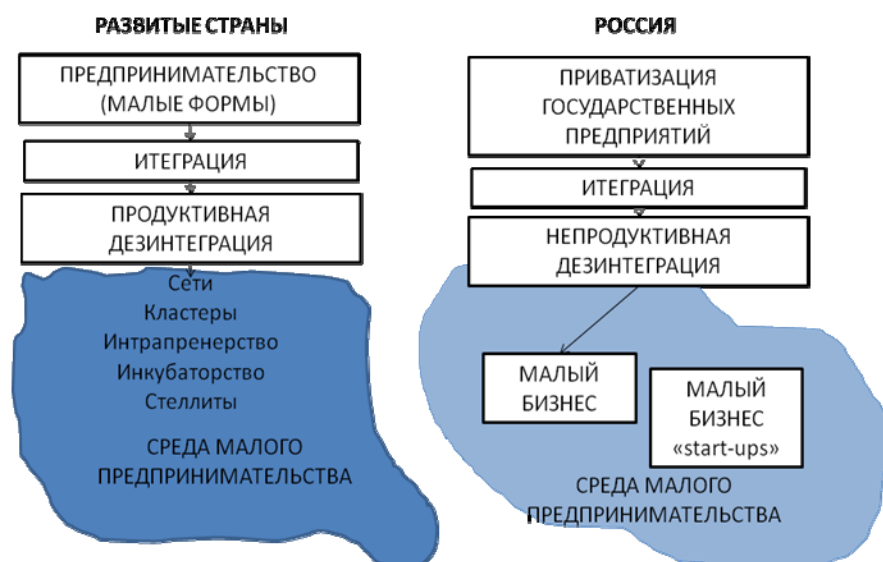 РАЗВИТЫЕ СТРАНЫ
ПРЕДПРИНИМАТЕЛЬСТВО
(МАЛЫЕ ФОРМЫ)
ИТЕГРАЦИЯ
ПРОДУКТИВНАЯ
ДЕЗИНТЕГРАЦИЯ
Сети
Кластеры
Интрапренерство
Инкубаторство
Стеллиты
СРЕДА МАЛОГО
ПРЕДПРИНИМАТЕЛЬСТВА
РОССИЯ
ПРИВАТИЗАЦИЯ
ГОСУДАРСТВЕННЫХ
ПРЕДПРИЯТИЙ
ИТЕГРАЦИЯ
НЕПРОДУКТИВНАЯ
ДЕЗИНТЕГРАЦИЯ
МАЛЫЙ
БИЗНЕС
МАЛЫЙ
БИЗНЕС
«start-ups»
СРЕДА МАЛОГО
ПРЕДПРИНИМАТЕЛЬСТВА